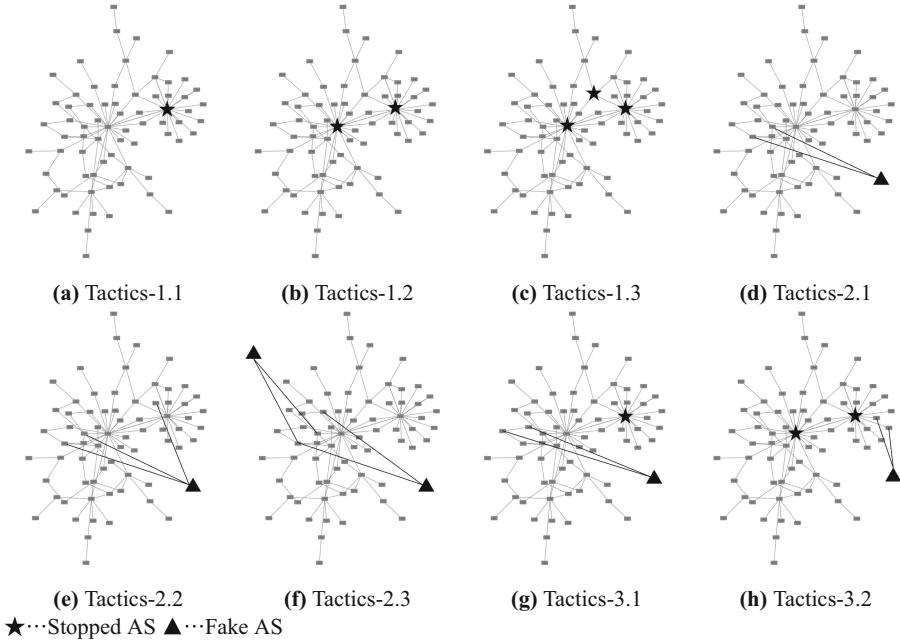 (a) Tactics-1.1
(b) Tactics-1.2
(c) Tactics-1.3
(d) Tactics-2.1
(e) Tactics-2.2
(f) Tactics-2.3
(g) Tactics-3.1
(h) Tactics-3.2
★⋯Stopped AS ▲⋯Fake AS